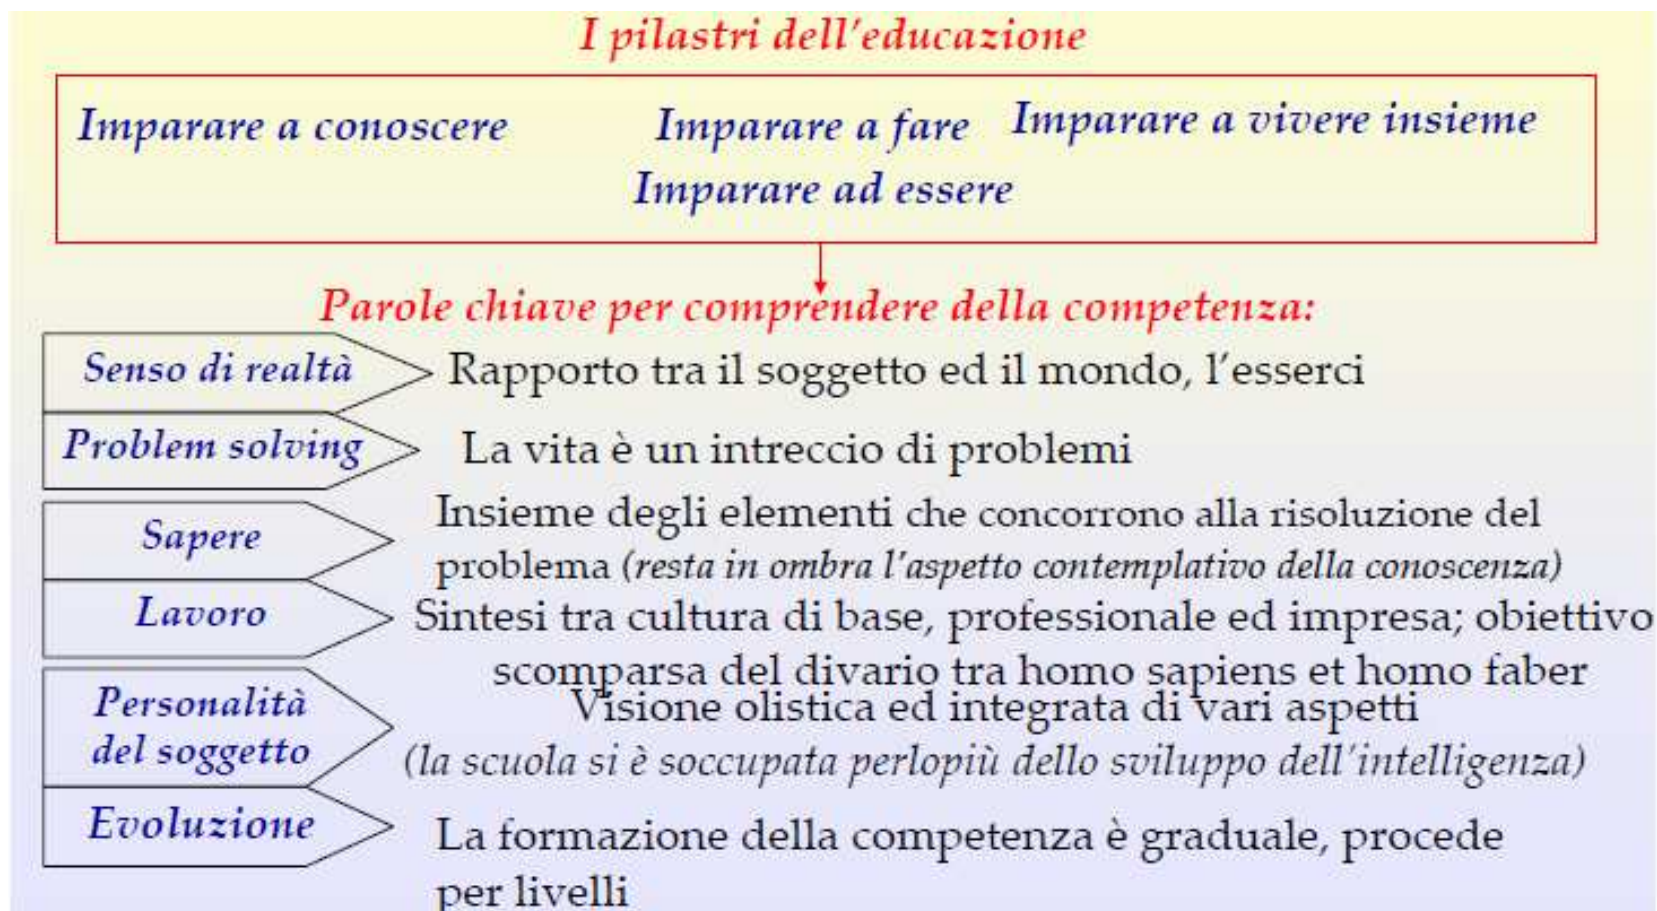 I pilastri dell'educazione
Imparare a conoscere Imparare a fare Imparare a vivere insieme
Imparare ad essere
Parole chiave per comprendere della competenza:
Senso di realtà Rapporto tra il soggetto ed il mondo, l'esserci
Problem solving La vita è un intreccio di problemi
Sapere Insieme degli elementi che concorrono alla risoluzione del
problema (resta in ombra l'aspetto contemplativo della conoscenza)
Lavoro Sintesi tra cultura di base, professionale ed impresa; obiettivo
scomparsa del divario tra homo sapiens et homo faber
Personalità
del soggetto
Visione olistica ed integrata di vari aspetti
(la scuola si è soccupata perlopiù dello sviluppo dell'intelligenza)
Evoluzione La formazione della competenza è graduale, procede
per livelli